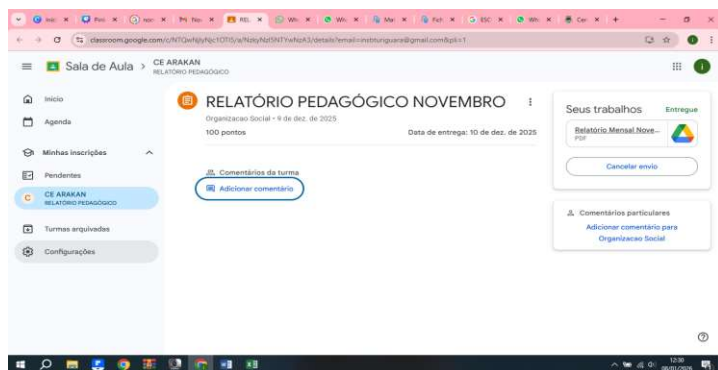 classroom.google.com/c/NTQwNjIyNjc1OTI5/a/NzkyNzI5NTYwNzA3/details?email=instbtunguara@gmail.com&pli=1
Sala de Aula
CE ARAKAN
RELATÓRIO PEDAGÓGICO
Início
Agenda
Minhas inscrições
Pendentes
C
CE ARAKAN
RELATÓRIO PEDAGÓGICO
Turmas arquivadas
Configurações
RELATÓRIO PEDAGÓGICO NOVEMBRO
Organizacao Social • 9 de dez. de 2025
100 pontos
Data de entrega: 10 de dez. de 2025
Comentários da turma
Adicionar comentário
Seus trabalhos
Entregue
Relatório Mensal Nove...
PDF
Cancelar envio
Comentários particulares
Adicionar comentário para
Organizacao Social
12:30
08/01/2026